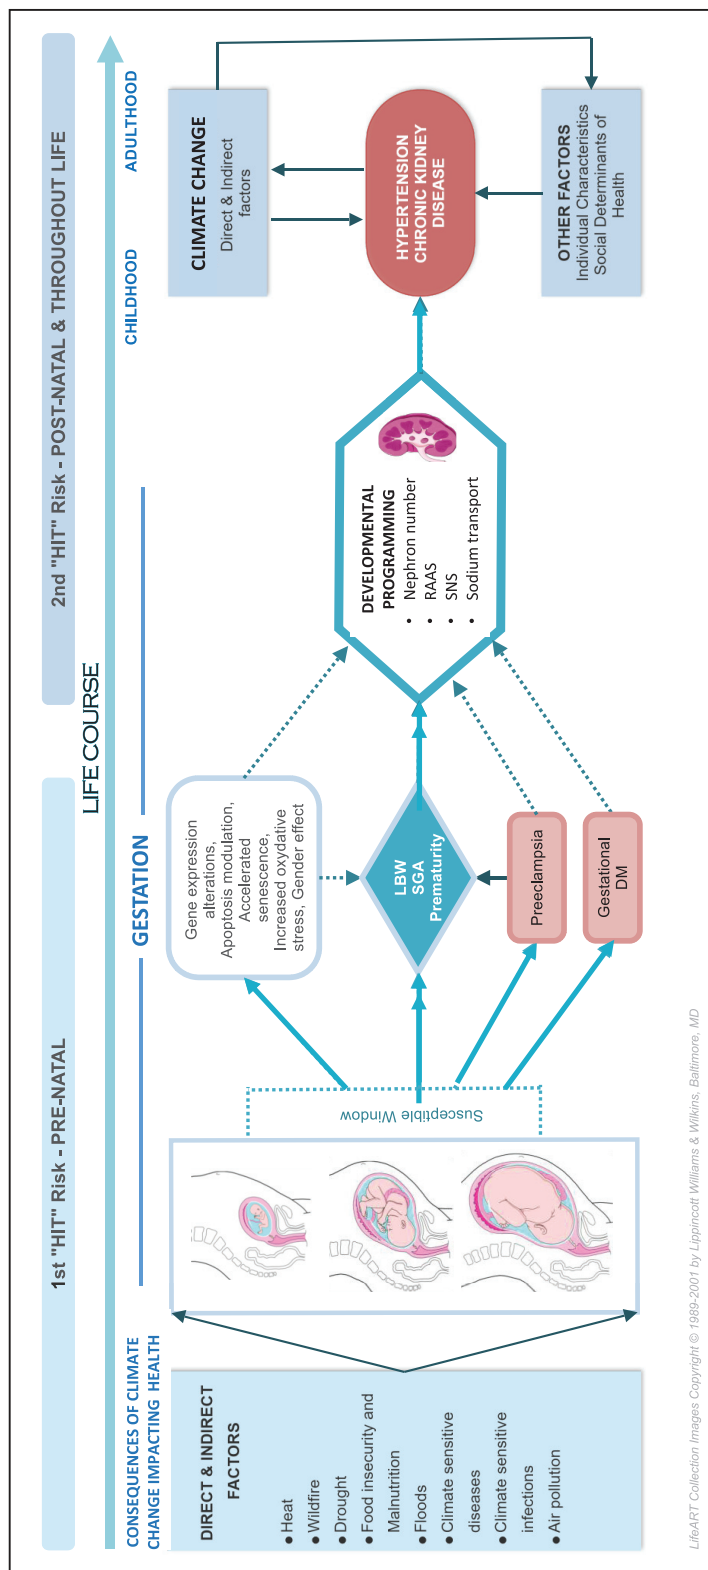 1st "HIT" Risk - PRE-NATAL
2nd "HIT" Risk - POST-NATAL & THROUGHOUT LIFE
LIFE COURSE
CONSEQUENCES OF CLIMATE
CHANGE IMPACTING HEALTH
GESTATION
CHILDHOOD
ADULTHOOD
DIRECT & INDIRECT
FACTORS
• Heat
• Wildfire
• Drought
• Food insecurity and
Malnutrition
• Floods
• Climate sensitive
diseases
• Climate sensitive
infections
• Air pollution
Susceptible Window
Gene expression
alterations,
Apoptosis modulation,
Accelerated
senescence,
Increased oxydative
stress, Gender effect
LBW
SGA
Prematurity
Preeclampsia
Gestational
DM
DEVELOPMENTAL
PROGRAMMING
• Nephron number
• RAAS
• SNS
• Sodium transport
CLIMATE CHANGE
Direct & Indirect
factors
HYPERTENSION
CHRONIC KIDNEY
DISEASE
OTHER FACTORS
Individual Characteristics
Social Determinants of
Health
LifeART Collection Images Copyright © 1989-2001 by Lippincott Williams & Wilkins, Baltimore, MD